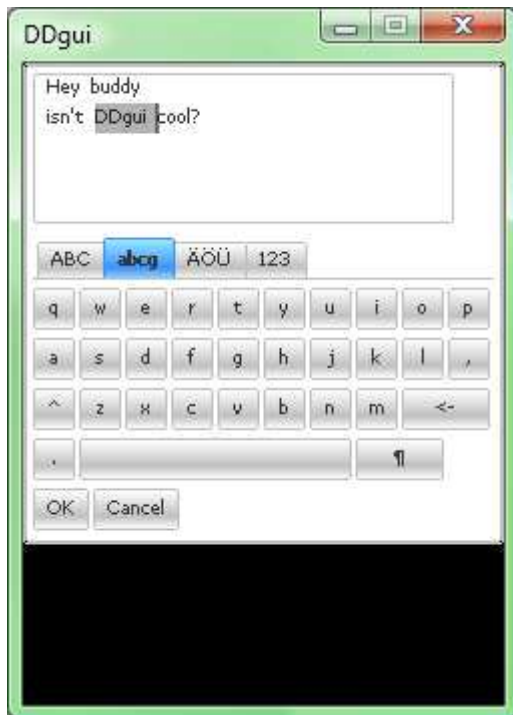 DDgui
Hey buddy
isn't DDgui cool?
ABC abcg ÄÖÜ 123
q w e r t y u i o p
a s d f g h j k l ,
^ z x c v b n m <-
. ¶
OK Cancel